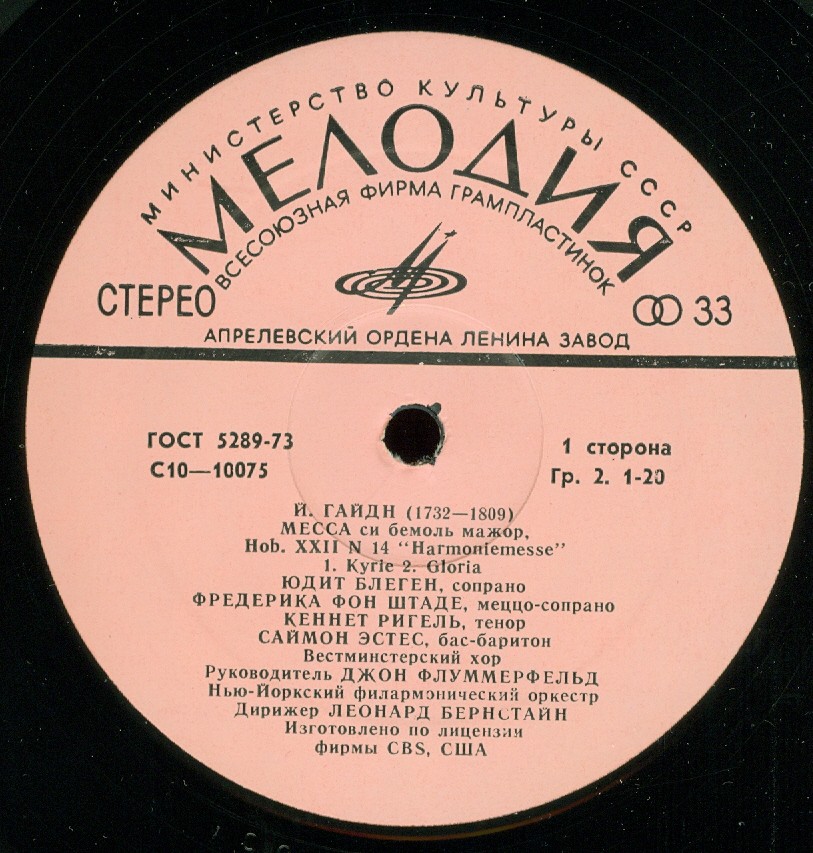 МИНИСТЕРСТВО КУЛЬТУРЫ СССР
МЕЛОДИЯ
ВСЕСОЮЗНАЯ ФИРМА ГРАМПЛАСТИНОК
СТЕРЕО
33
АПРЕЛЕВСКИЙ ОРДЕНА ЛЕНИНА ЗАВОД
ГОСТ 5289-73
С10—10075
1 сторона
Гр. 2. 1-20
Й. ГАЙДН (1732—1809)
МЕССА си бемоль мажор,
Hob. XXII N 14 "Harmoniemesse"
1. Kyrie 2. Gloria
ЮДИТ БЛЕГЕН, сопрано
ФРЕДЕРИКА ФОН ШТАДЕ, меццо-сопрано
КЕННЕТ РИГЕЛЬ, тенор
САЙМОН ЭСТЕС, бас-баритон
Вестминстерский хор
Руководитель ДЖОН ФЛУММЕРФЕЛЬД
Нью-Йоркский филармонический оркестр
Дирижер ЛЕОНАРД БЕРНСТАЙН
Изготовлено по лицензии
фирмы CBS, США